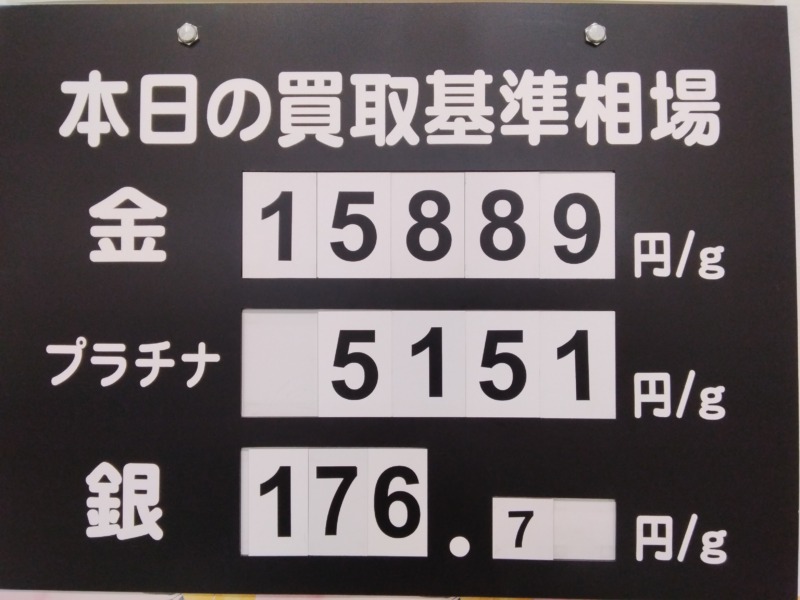 本日の買取基準相場
金 15889 円/g
プラチナ 5151 円/g
銀 176.7 円/g